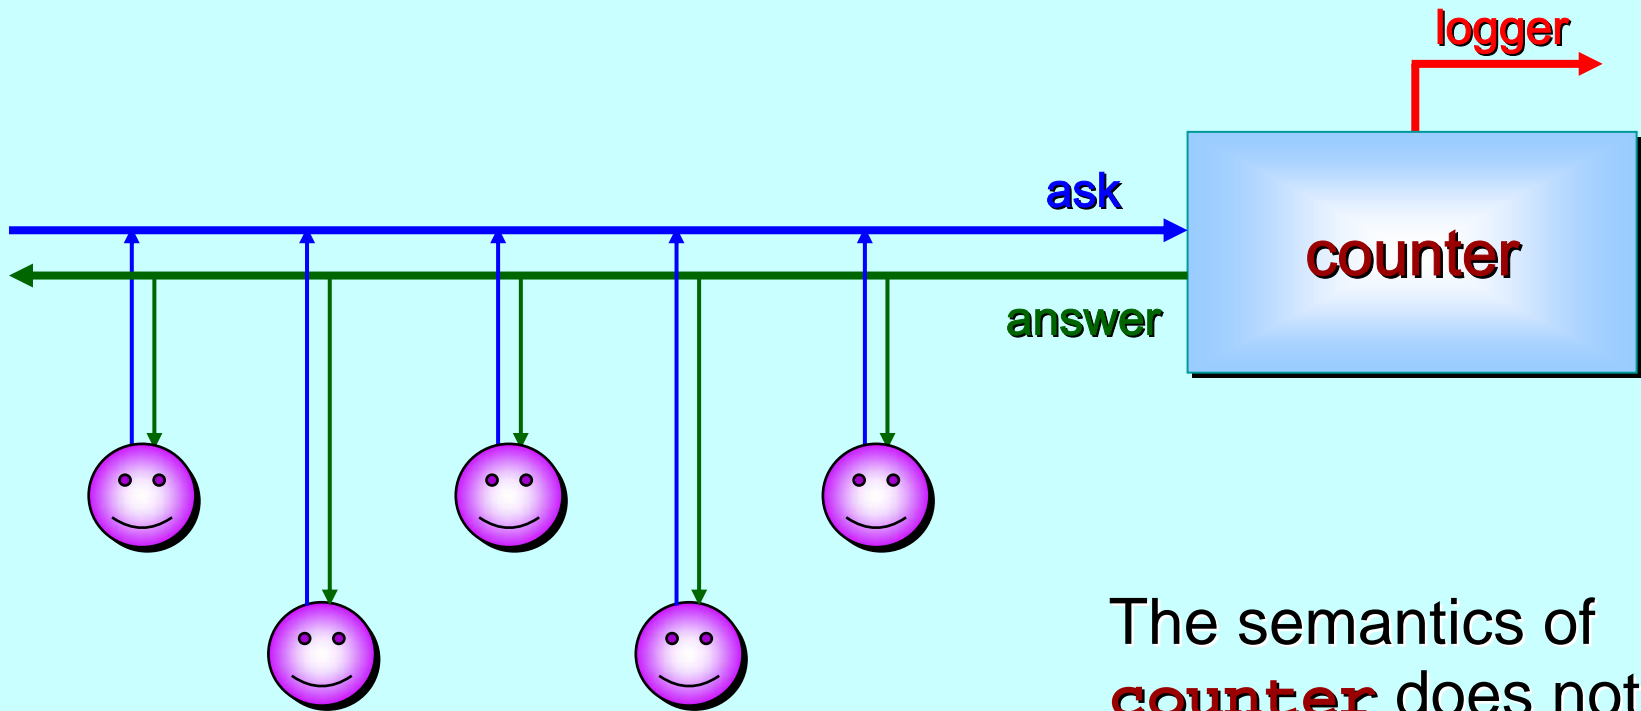 logger
ask
counter
answer
The semantics of
counter does not